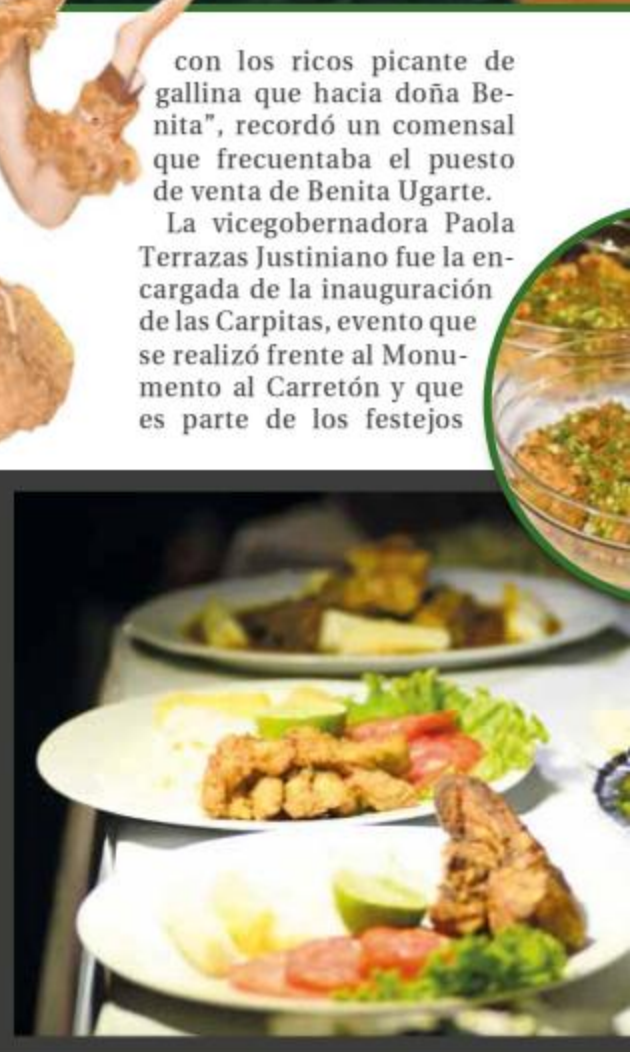 con los ricos picante de
gallina que hacia doña Be-
nita”, recordó un comensal
que frecuentaba el puesto
de venta de Benita Ugarte.
La vicegobernadora Paola
Terrazas Justiniano fue la en-
cargada de la inauguración
de las Carpitas, evento que
se realizó frente al Monu-
mento al Carretón y que
es parte de los festejos